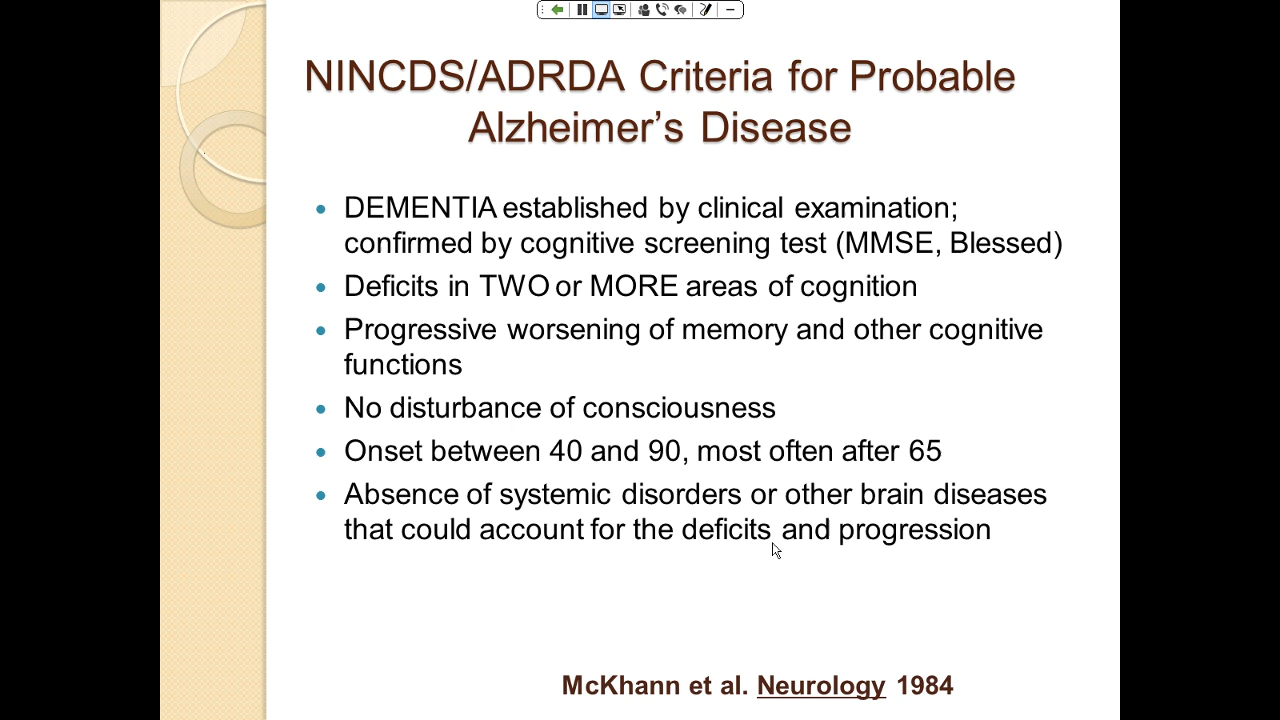 NINCDS/ADRDA Criteria for Probable
Alzheimer’s Disease
• DEMENTIA established by clinical examination;
confirmed by cognitive screening test (MMSE, Blessed)
• Deficits in TWO or MORE areas of cognition
• Progressive worsening of memory and other cognitive
functions
• No disturbance of consciousness
• Onset between 40 and 90, most often after 65
• Absence of systemic disorders or other brain diseases
that could account for the deficits and progression
McKhann et al. Neurology 1984